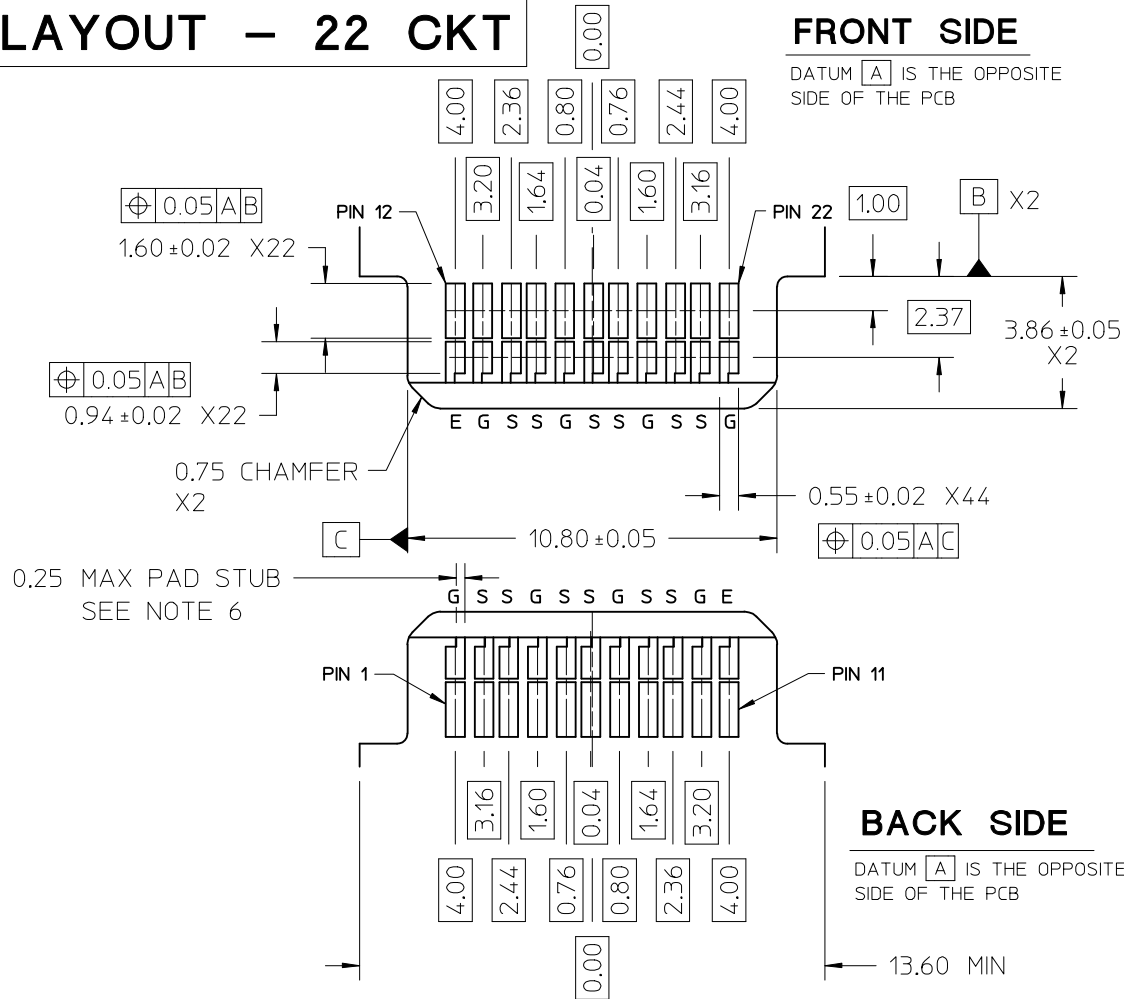 LAYOUT – 22 CKT
FRONT SIDE
DATUM A IS THE OPPOSITE
SIDE OF THE PCB
0.00
4.00 2.36 0.80 0.76 2.44 4.00
3.20 1.64 0.04 1.60 3.16
⌖ 0.05 A B
1.60 ±0.02 X22
PIN 12
PIN 22
1.00
B X2
2.37
3.86 ±0.05
X2
⌖ 0.05 A B
0.94 ±0.02 X22
E G S S G S S G S S G
0.75 CHAMFER
X2
0.55 ±0.02 X44
⌖ 0.05 A C
C
10.80 ±0.05
0.25 MAX PAD STUB
SEE NOTE 6
G S S G S S G S S G E
PIN 1
PIN 11
3.16 1.60 0.04 1.64 3.20
4.00 2.44 0.76 0.80 2.36 4.00
0.00
BACK SIDE
DATUM A IS THE OPPOSITE
SIDE OF THE PCB
13.60 MIN